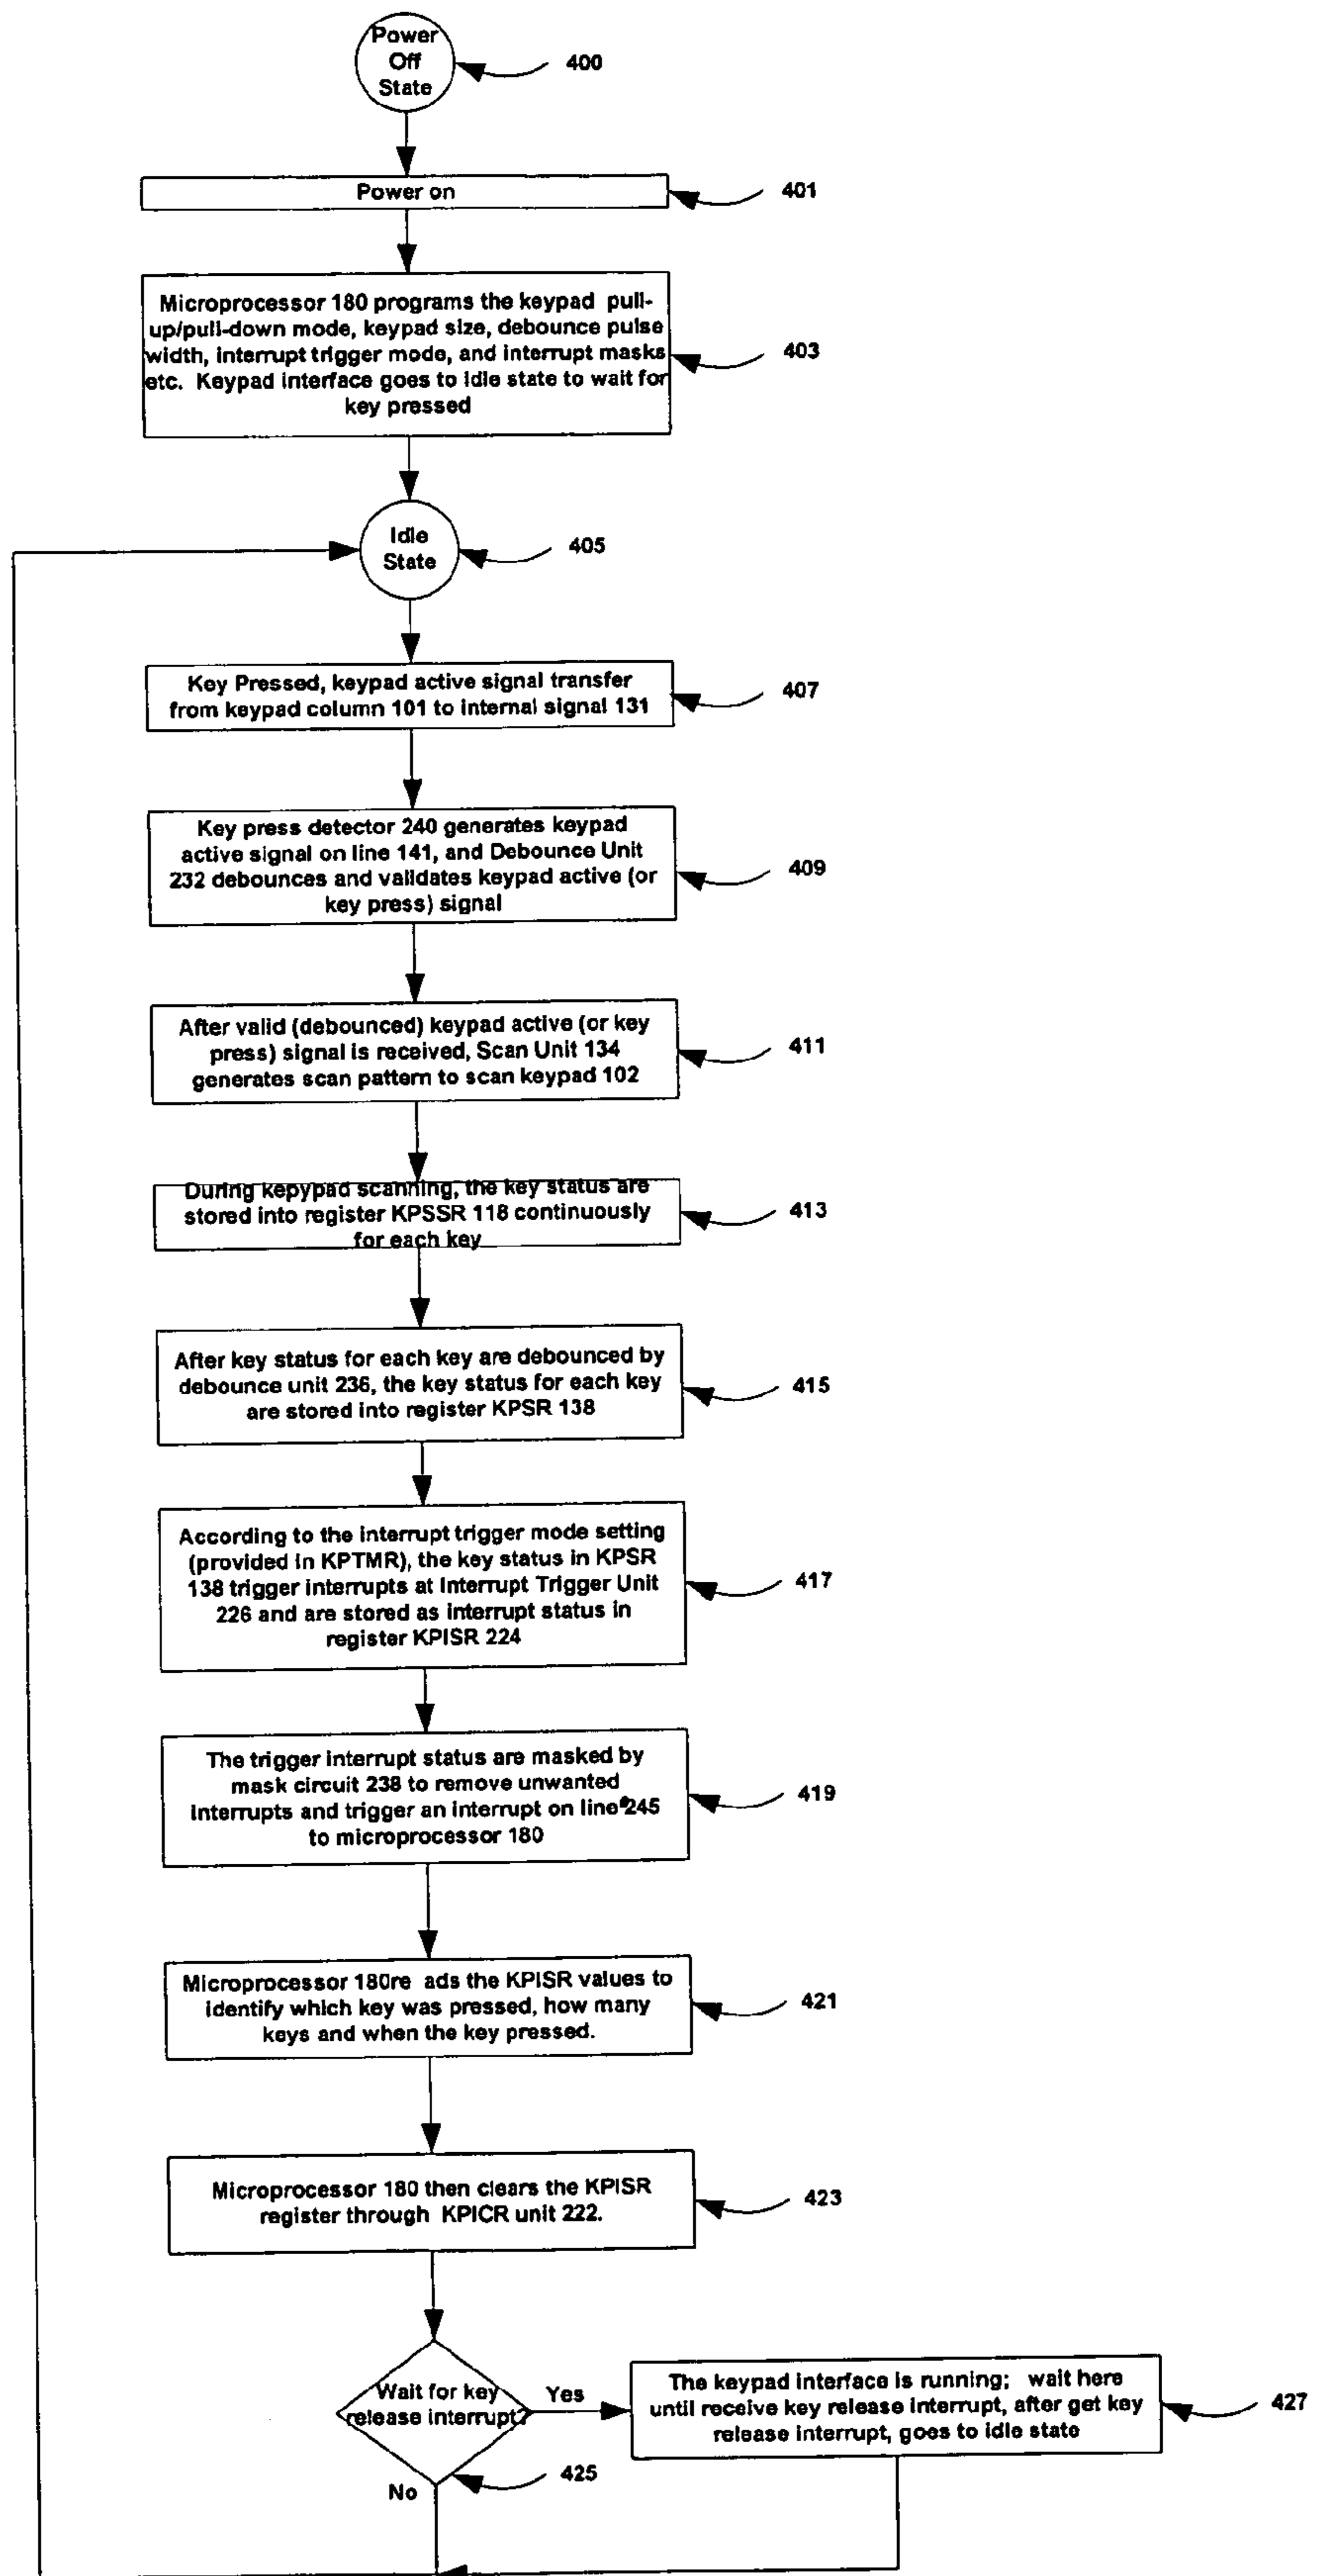 Power
Off
State
400
Power on
401
Microprocessor 180 programs the keypad pull-
up/pull-down mode, keypad size, debounce pulse
width, interrupt trigger mode, and interrupt masks
etc. Keypad interface goes to Idle state to wait for
key pressed
403
Idle
State
405
Key Pressed, keypad active signal transfer
from keypad column 101 to internal signal 131
407
Key press detector 240 generates keypad
active signal on line 141, and Debounce Unit
232 debounces and validates keypad active (or
key press) signal
409
After valid (debounced) keypad active (or key
press) signal is received, Scan Unit 134
generates scan pattern to scan keypad 102
411
During kepypad scanning, the key status are
stored into register KPSSR 118 continuously
for each key
413
After key status for each key are debounced by
debounce unit 236, the key status for each key
are stored into register KPSR 138
415
According to the interrupt trigger mode setting
(provided in KPTMR), the key status in KPSR
138 trigger interrupts at Interrupt Trigger Unit
226 and are stored as interrupt status in
register KPISR 224
417
The trigger interrupt status are masked by
mask circuit 238 to remove unwanted
interrupts and trigger an interrupt on line 245
to microprocessor 180
419
Microprocessor 180re ads the KPISR values to
identify which key was pressed, how many
keys and when the key pressed.
421
Microprocessor 180 then clears the KPISR
register through KPICR unit 222.
423
Wait for key
release interrupt?
Yes
The keypad interface is running; wait here
until receive key release interrupt, after get key
release interrupt, goes to idle state
427
425
No